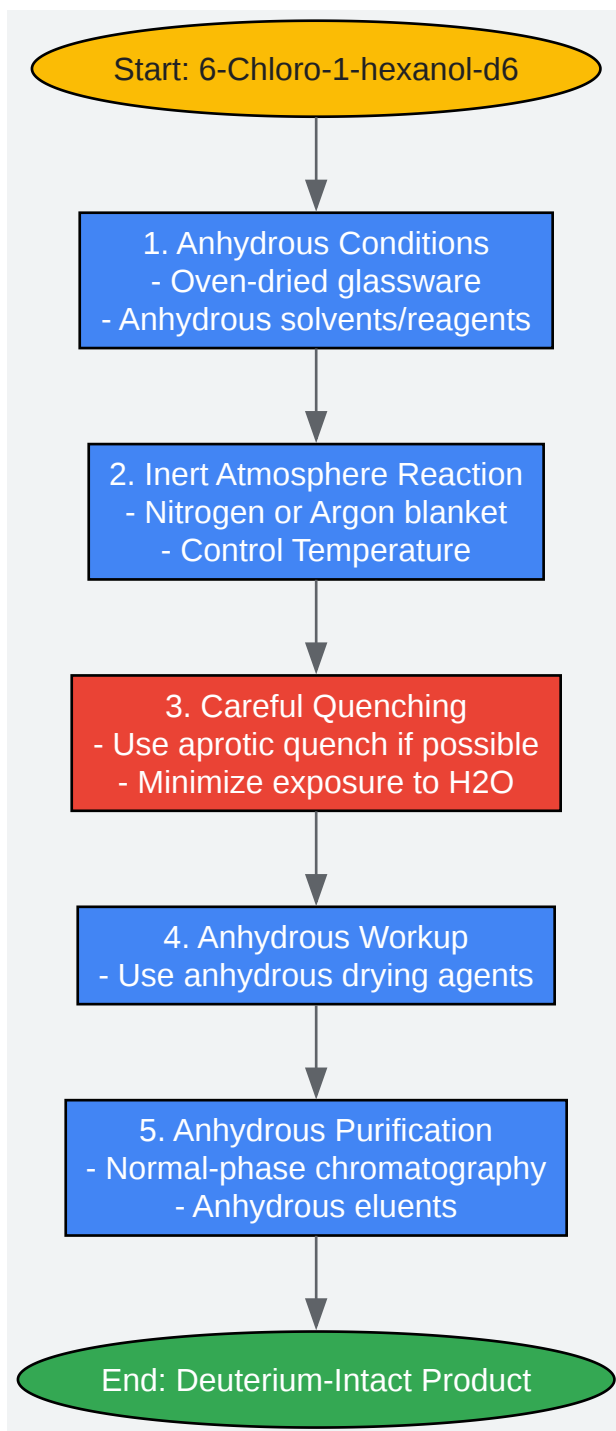 Start: 6-Chloro-1-hexanol-d6
1. Anhydrous Conditions
- Oven-dried glassware
- Anhydrous solvents/reagents
2. Inert Atmosphere Reaction
- Nitrogen or Argon blanket
- Control Temperature
3. Careful Quenching
- Use aprotic quench if possible
- Minimize exposure to H2O
4. Anhydrous Workup
- Use anhydrous drying agents
5. Anhydrous Purification
- Normal-phase chromatography
- Anhydrous eluents
End: Deuterium-Intact Product